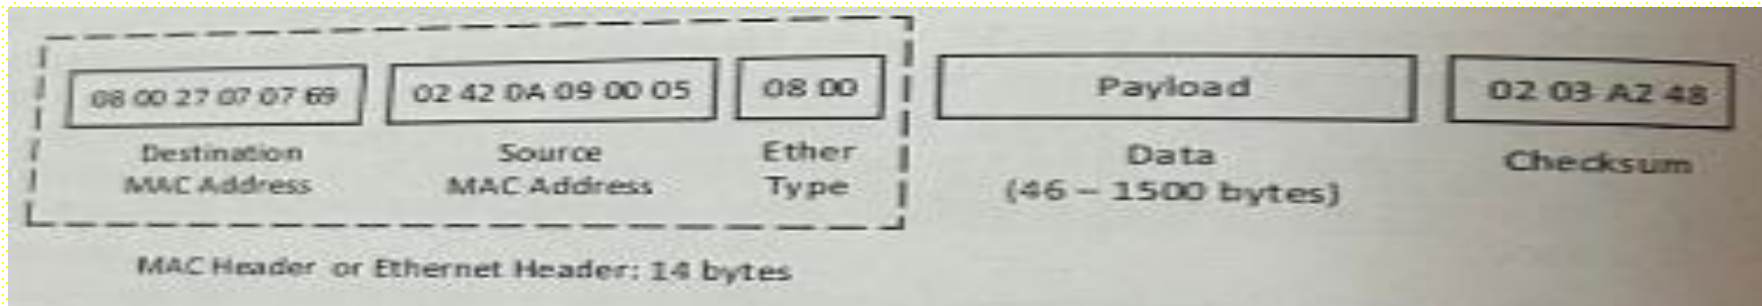 08 00 27 07 07 69
02 42 0A 09 00 05
08 00
Payload
02 03 A2 48
Destination
MAC Address
Source
MAC Address
Ether
Type
Data
(46 – 1500 bytes)
Checksum
MAC Header or Ethernet Header: 14 bytes